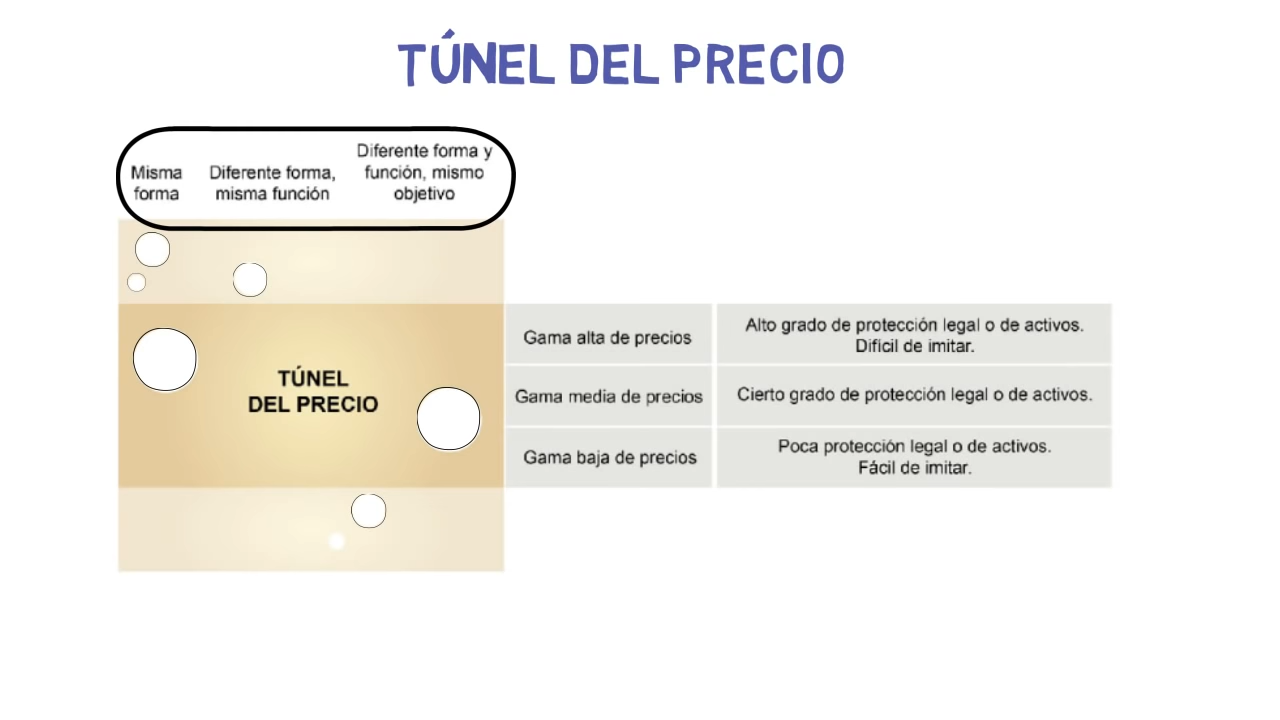 TÚNEL DEL PRECIO
Misma
forma
Diferente forma,
misma función
Diferente forma y
función, mismo
objetivo
TÚNEL
DEL PRECIO
Gama alta de precios
Alto grado de protección legal o de activos.
Difícil de imitar.
Gama media de precios
Cierto grado de protección legal o de activos.
Gama baja de precios
Poca protección legal o de activos.
Fácil de imitar.